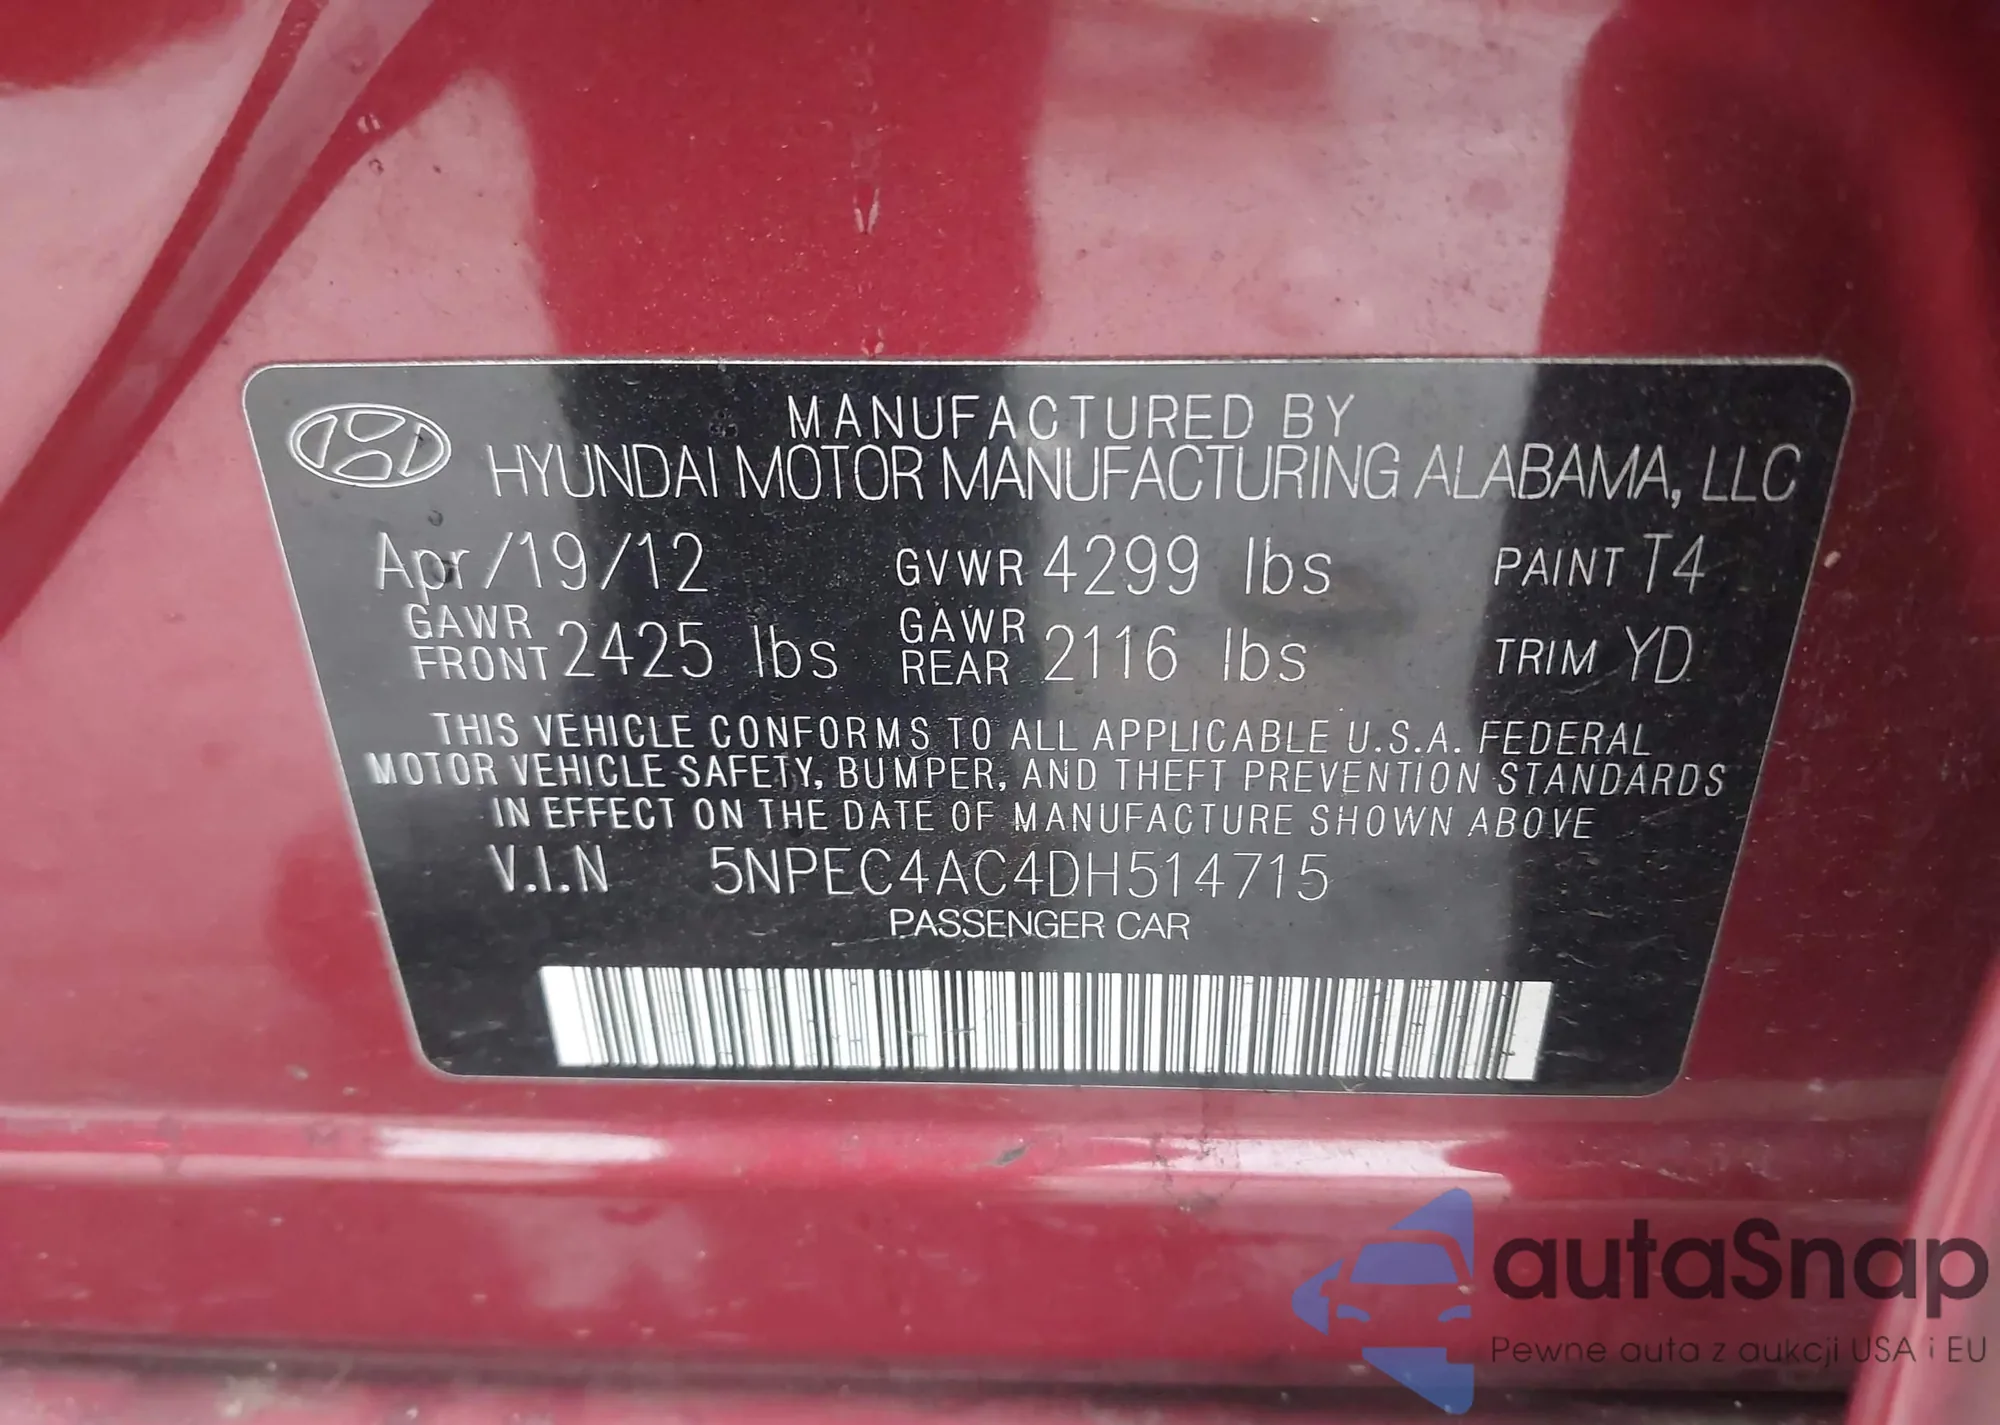 MANUFACTURED BY
HYUNDAI MOTOR MANUFACTURING ALABAMA, LLC
Apr/19/12 GVWR 4299 lbs PAINT T4
GAWR FRONT 2425 lbs GAWR REAR 2116 lbs TRIM YD
THIS VEHICLE CONFORMS TO ALL APPLICABLE U.S.A. FEDERAL
MOTOR VEHICLE SAFETY, BUMPER, AND THEFT PREVENTION STANDARDS
IN EFFECT ON THE DATE OF MANUFACTURE SHOWN ABOVE
V.I.N 5NPEC4AC4DH514715
PASSENGER CAR
autaSnap
Pewne auta z aukcji USA i EU